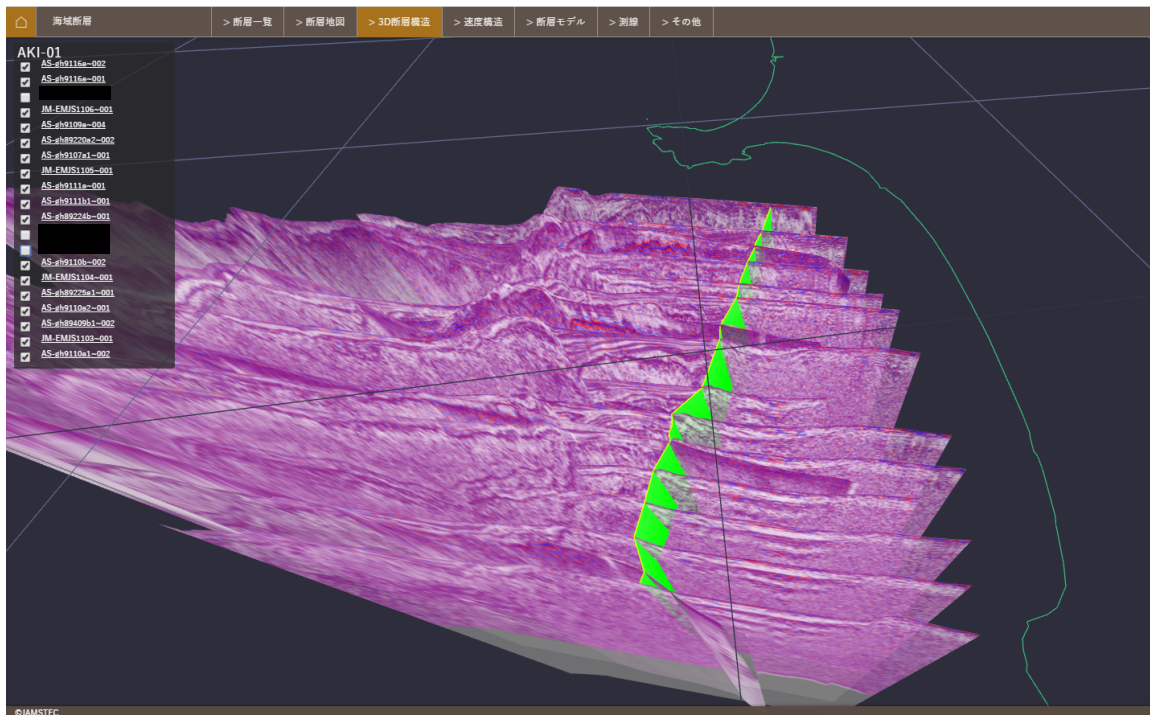 海域断層 > 断層一覧 > 断層地図 > 3D断層構造 > 速度構造 > 断層モデル > 測線 > その他
AKI-01
AS-gh9116a~002
AS-gh9116a~001
JM-EMJS1106~001
AS-gh9109a~004
AS-gh89220a2~002
AS-gh9107a1~001
JM-EMJS1105~001
AS-gh9111a~001
AS-gh9111b1~001
AS-gh89224b~001
AS-gh9110b~002
JM-EMJS1104~001
AS-gh89225a1~001
AS-gh9110a2~001
AS-gh89409b1~002
JM-EMJS1103~001
AS-gh9110a1~002
©JAMSTEC